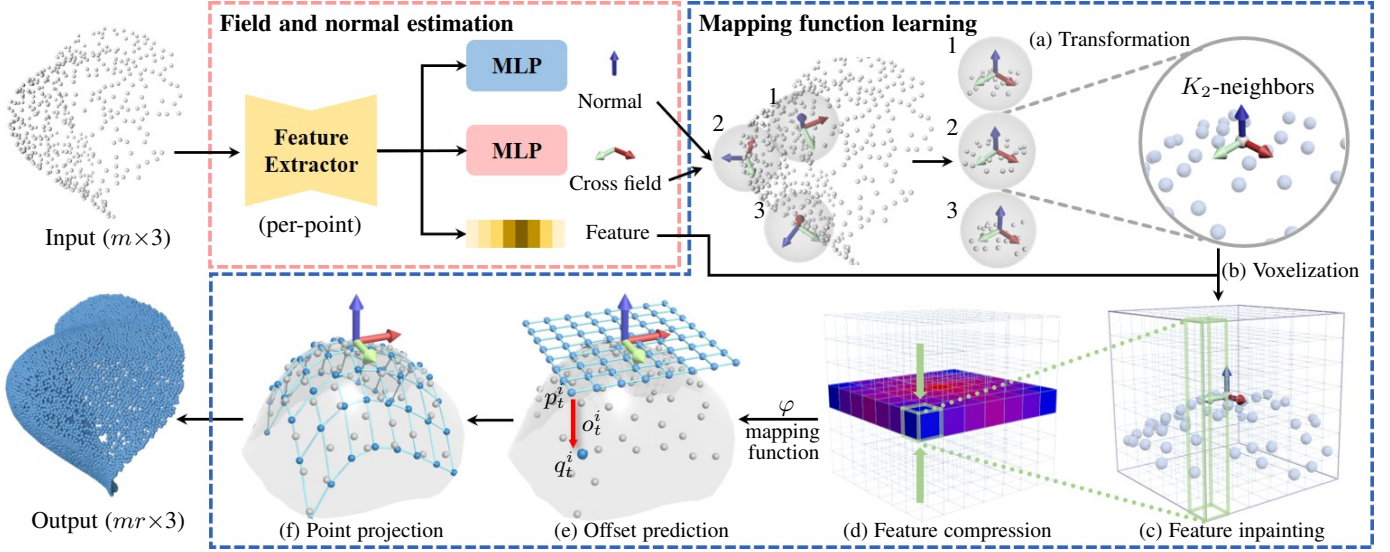 Field and normal estimation
Mapping function learning
MLP
Normal
Feature
Extractor
(per-point)
MLP
Cross field
Feature
Input (m×3)
1
2
3
1
2
3
(a) Transformation
K₂-neighbors
(b) Voxelization
Output (mr×3)
(f) Point projection
p_t^i
o_t^i
q_t^i
(e) Offset prediction
φ
mapping
function
(d) Feature compression
(c) Feature inpainting